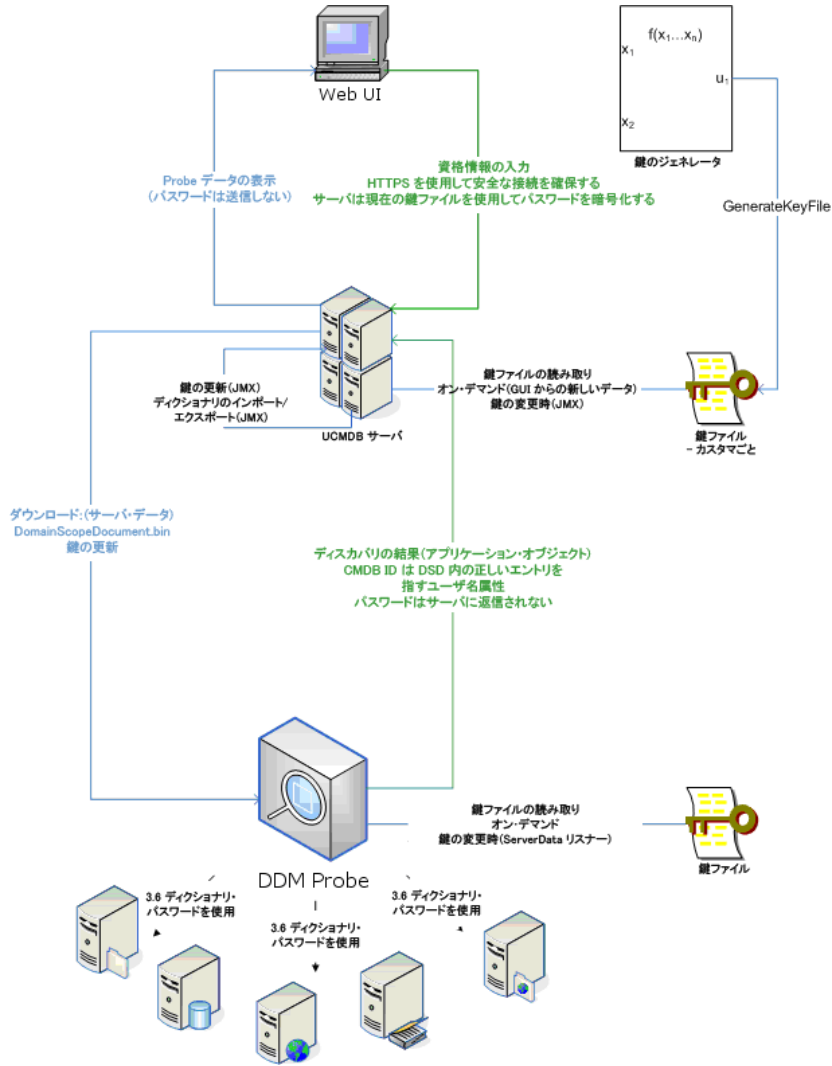 Web UI
f(x1...xn)
x1
u1
x2
鍵のジェネレータ
Probe データの表示
(パスワードは送信しない)
資格情報の入力
HTTPS を使用して安全な接続を確保する
サーバは現在の鍵ファイルを使用してパスワードを暗号化する
GenerateKeyFile
鍵の更新(JMX)
ディクショナリのインポート/
エクスポート(JMX)
UCMDB サーバ
鍵ファイルの読み取り
オン・デマンド(GUI からの新しいデータ)
鍵の変更時(JMX)
鍵ファイル
- カスタマごと
ダウンロード:(サーバ・データ)
DomainScopeDocument.bin
鍵の更新
ディスカバリの結果(アプリケーション・オブジェクト)
CMDB ID は DSD 内の正しいエントリを
指すユーザ名属性
パスワードはサーバに返信されない
鍵ファイルの読み取り
オン・デマンド
鍵の変更時(ServerData リスナー)
鍵ファイル
DDM Probe
3.6 ディクショナリ・
パスワードを使用
3.6 ディクショナリ・
パスワードを使用
3.6 ディクショナリ・
パスワードを使用